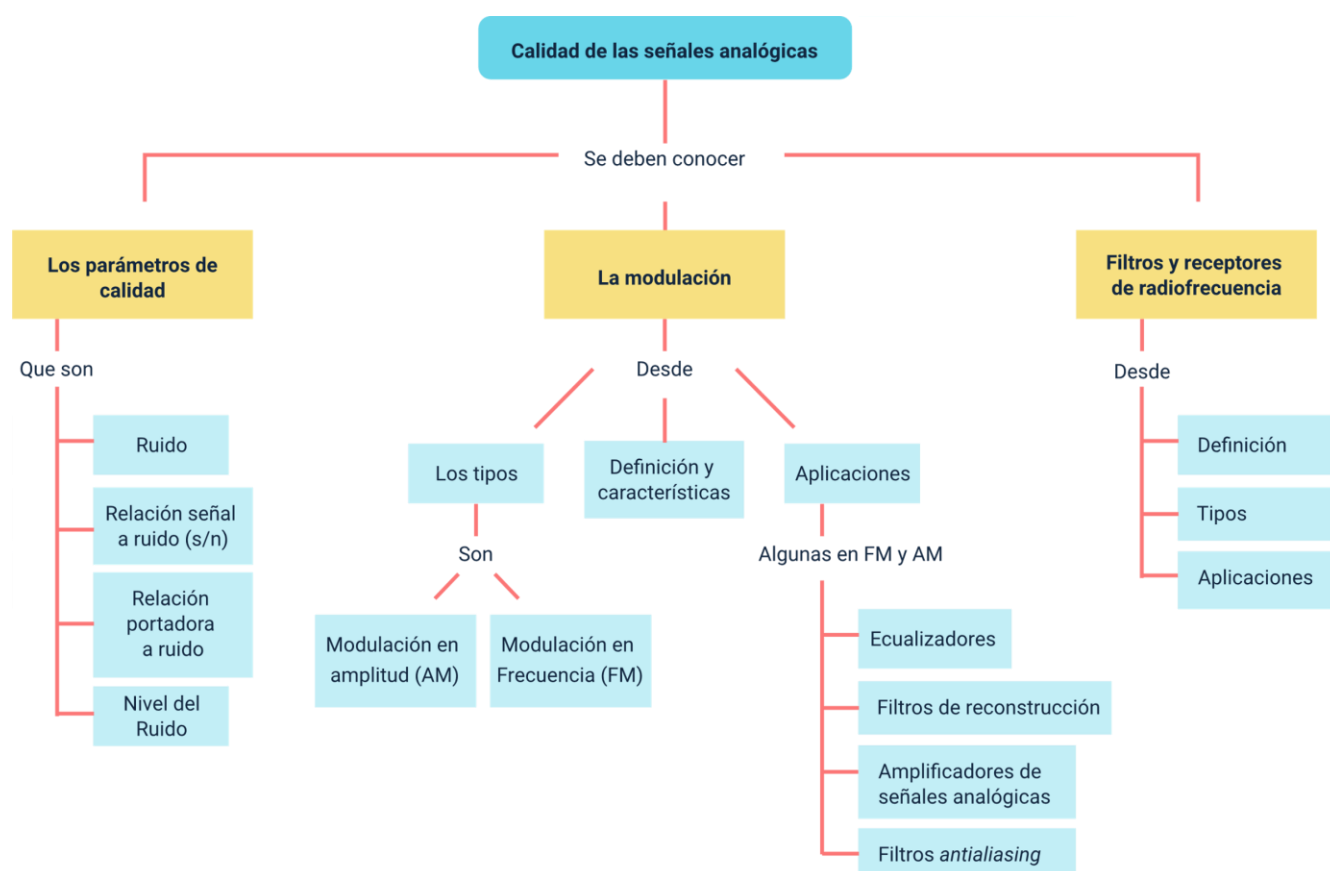 Calidad de las señales analógicas
Se deben conocer
Los parámetros de
calidad
Que son
Ruido
Relación señal
a ruido (s/n)
Relación
portadora
a ruido
Nivel del
Ruido
La modulación
Desde
Los tipos
Son
Modulación en
amplitud (AM)
Modulación en
Frecuencia (FM)
Definición y
características
Aplicaciones
Algunas en FM y AM
Ecualizadores
Filtros de reconstrucción
Amplificadores de
señales analógicas
Filtros antialiasing
Filtros y receptores
de radiofrecuencia
Desde
Definición
Tipos
Aplicaciones